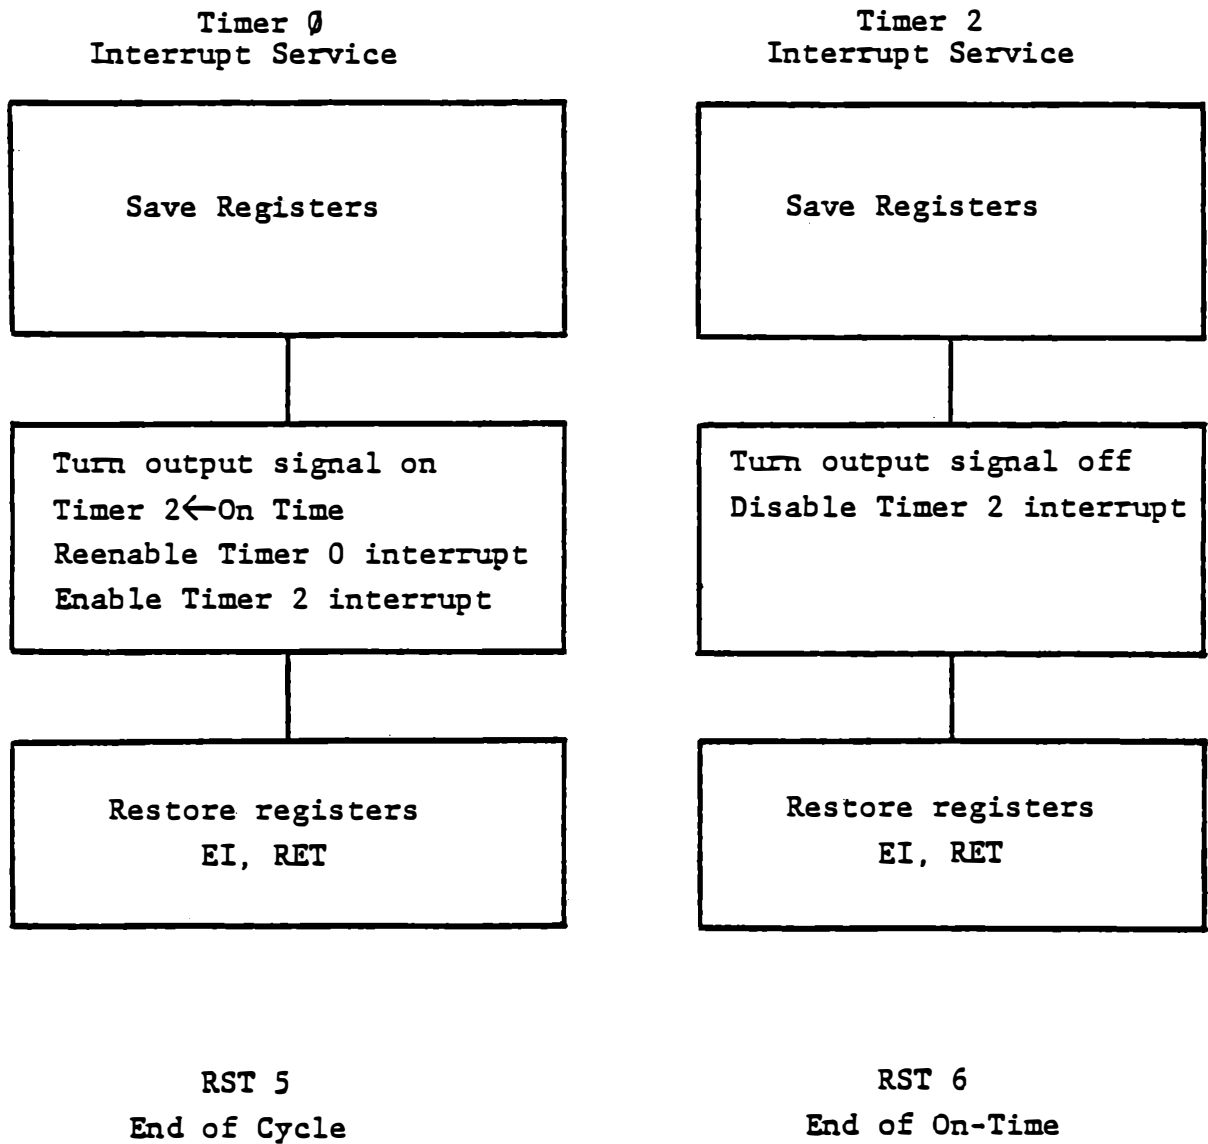 Timer 0
Interrupt Service
Save Registers
Turn output signal on
Timer 2←On Time
Reenable Timer 0 interrupt
Enable Timer 2 interrupt
Restore registers
EI, RET
RST 5
End of Cycle
Timer 2
Interrupt Service
Save Registers
Turn output signal off
Disable Timer 2 interrupt
Restore registers
EI, RET
RST 6
End of On-Time